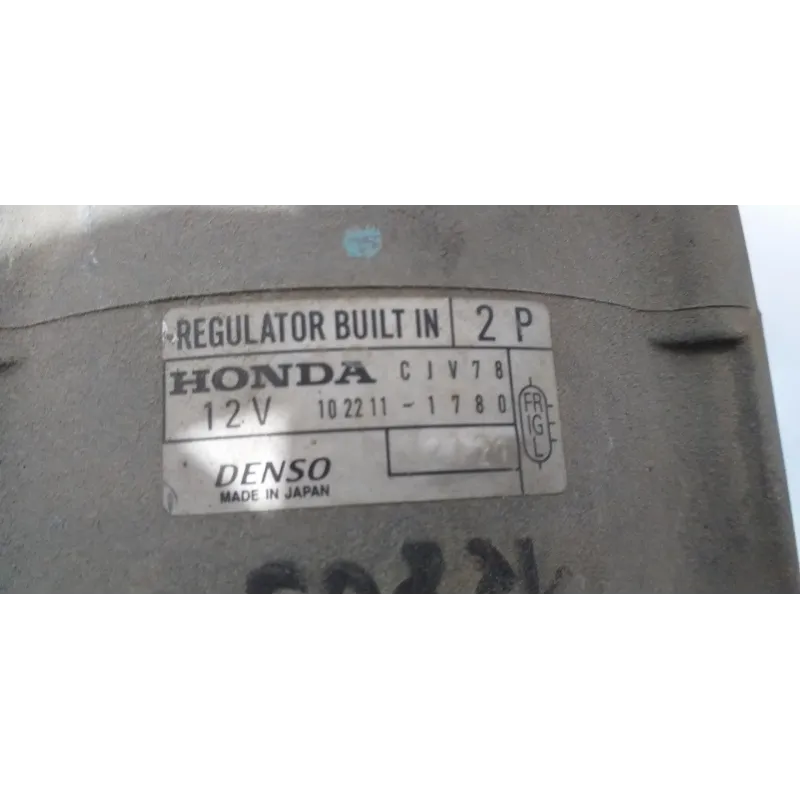 REGULATOR BUILT IN 2 P
HONDA CJV78
12V 102211-1780
DENSO
MADE IN JAPAN
FR
IG
L